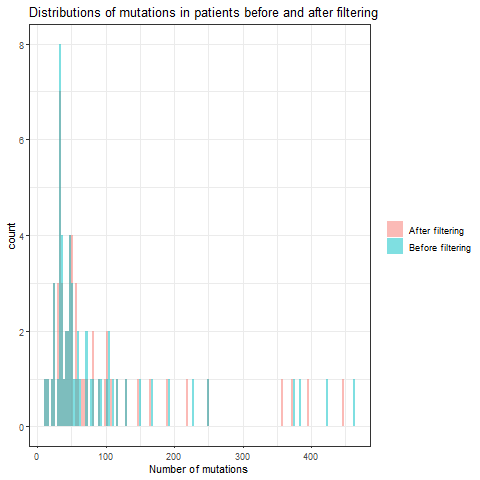 Distributions of mutations in patients before and after filtering
8
6
4
2
0
count
0
100
200
300
400
Number of mutations
After filtering
Before filtering